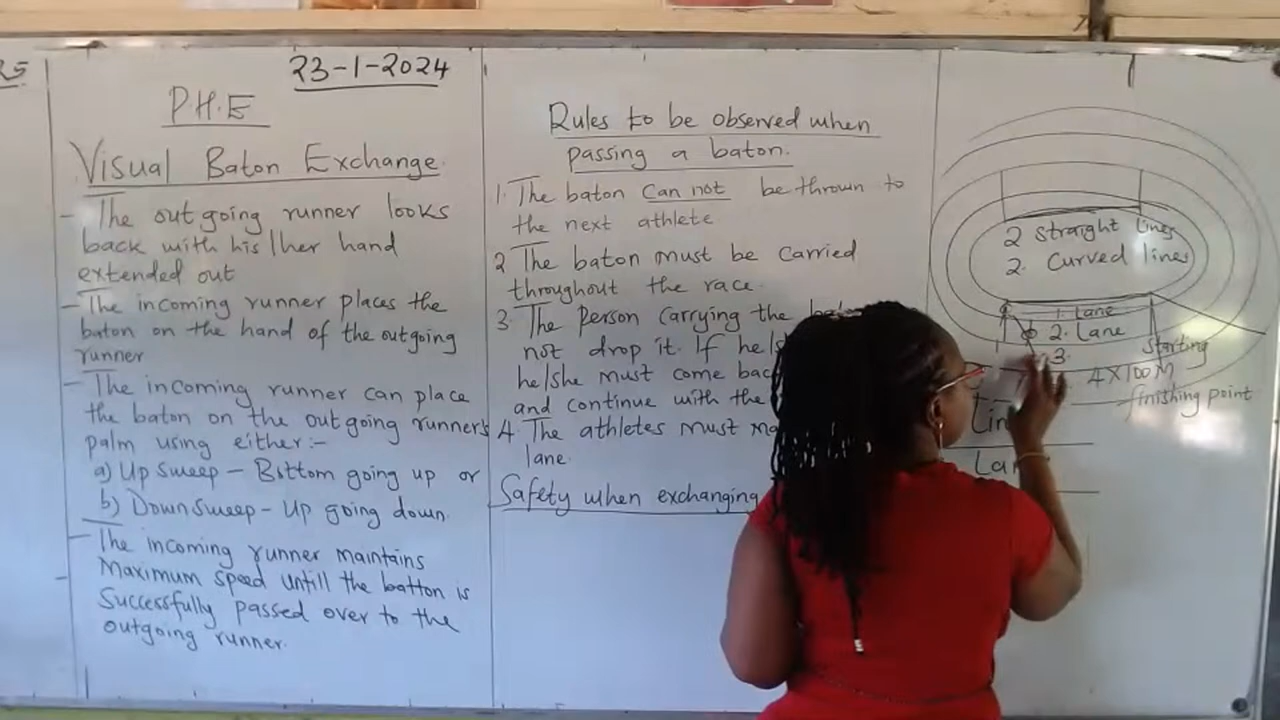 23-1-2024
P.H.E
Visual Baton Exchange.
- The out going runner looks
back with his/her hand
extended out
- The incoming runner places the
baton on the hand of the outgoing
runner
- The incoming runner can place
the baton on the outgoing runner's
palm using either:-
a) Up sweep - Bottom going up or
b) Downsweep - Up going down.
- The incoming runner maintains
Maximum speed untill the batton is
Successfully passed over to the
outgoing runner.
Rules to be observed when
passing a baton.
1. The baton can not be thrown to
the next athlete
2 The baton must be carried
throughout the race.
3. The person carrying the
not drop it. If
he/she must come
and continue with the
4. The athletes must
lane.
Safety when exchanging
2 straight lines
2. Curved lines
1. Lane
2. Lane
3.
starting
4x100M
finishing point